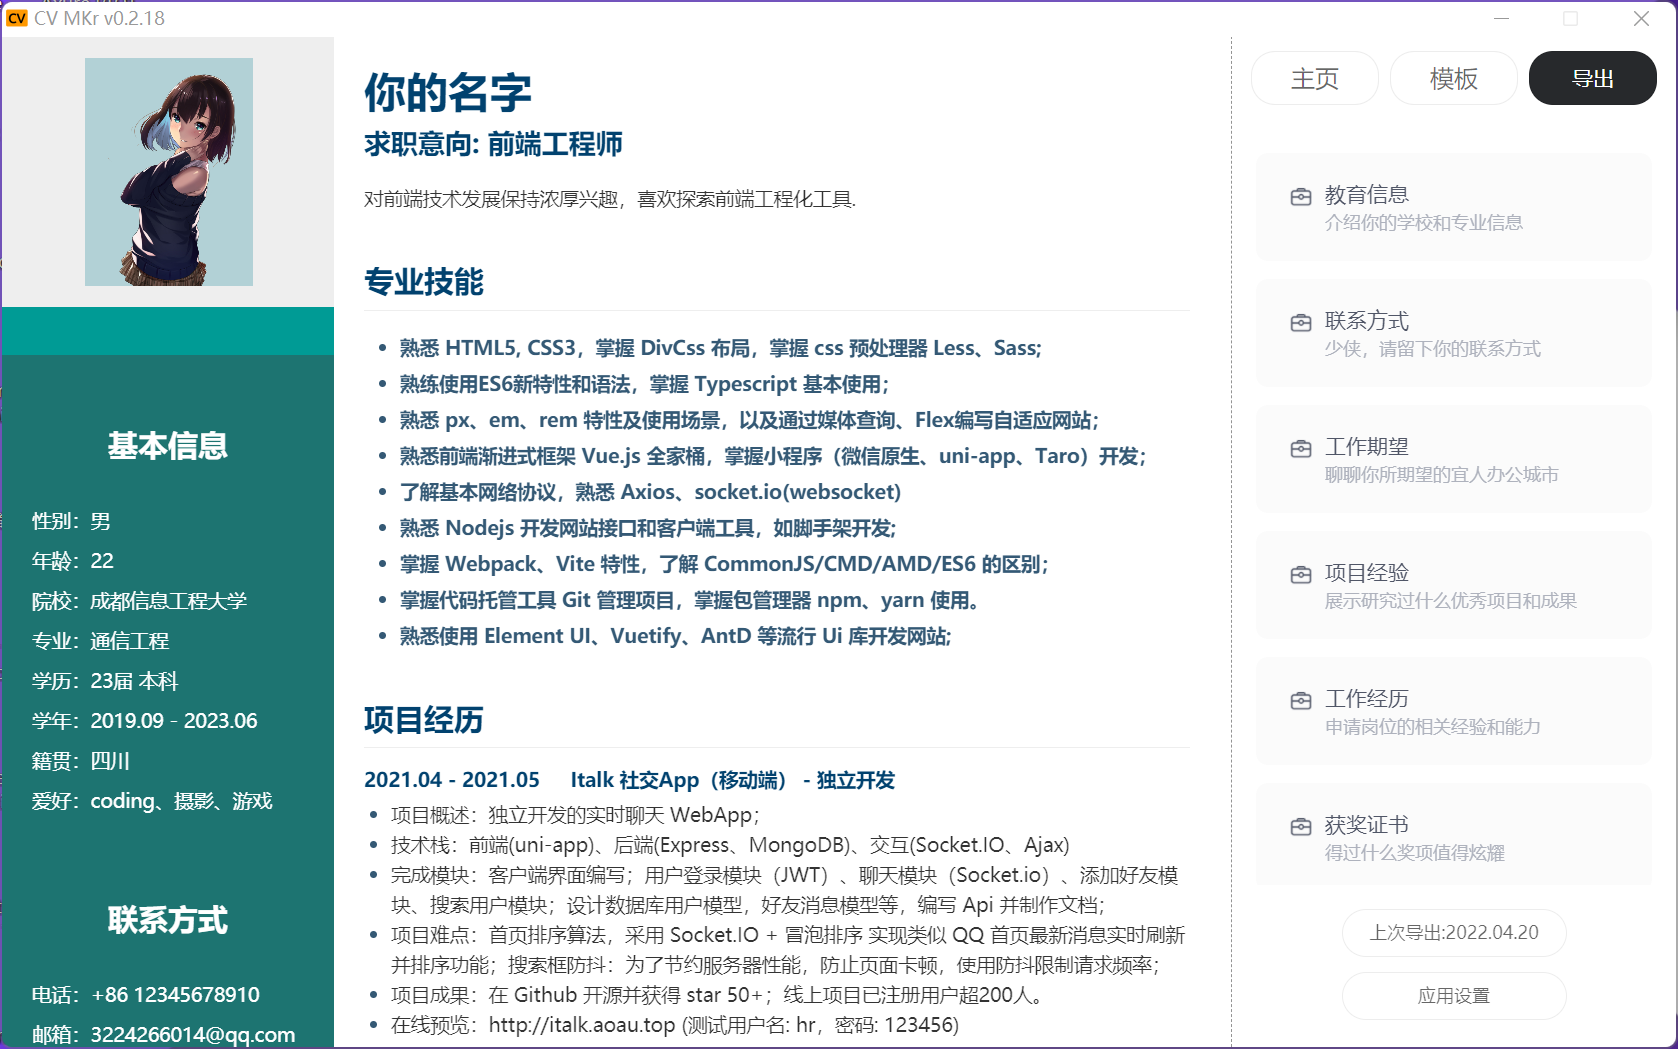 CV CV MKr v0.2.18
基本信息
性别：男
年龄：22
院校：成都信息工程大学
专业：通信工程
学历：23届 本科
学年：2019.09 - 2023.06
籍贯：四川
爱好：coding、摄影、游戏
联系方式
电话：+86 12345678910
邮箱：3224266014@qq.com
你的名字
求职意向: 前端工程师
对前端技术发展保持浓厚兴趣，喜欢探索前端工程化工具.
专业技能
• 熟悉 HTML5, CSS3，掌握 DivCss 布局，掌握 css 预处理器 Less、Sass;
• 熟练使用ES6新特性和语法，掌握 Typescript 基本使用；
• 熟悉 px、em、rem 特性及使用场景，以及通过媒体查询、Flex编写自适应网站；
• 熟悉前端渐进式框架 Vue.js 全家桶，掌握小程序（微信原生、uni-app、Taro）开发；
• 了解基本网络协议，熟悉 Axios、socket.io(websocket)
• 熟悉 Nodejs 开发网站接口和客户端工具，如脚手架开发;
• 掌握 Webpack、Vite 特性，了解 CommonJS/CMD/AMD/ES6 的区别；
• 掌握代码托管工具 Git 管理项目，掌握包管理器 npm、yarn 使用。
• 熟悉使用 Element UI、Vuetify、AntD 等流行 Ui 库开发网站;
项目经历
2021.04 - 2021.05 Italk 社交App（移动端） - 独立开发
• 项目概述：独立开发的实时聊天 WebApp；
• 技术栈：前端(uni-app)、后端(Express、MongoDB)、交互(Socket.IO、Ajax)
• 完成模块：客户端界面编写；用户登录模块（JWT）、聊天模块（Socket.io）、添加好友模
块、搜索用户模块；设计数据库用户模型，好友消息模型等，编写 Api 并制作文档；
• 项目难点：首页排序算法，采用 Socket.IO + 冒泡排序 实现类似 QQ 首页最新消息实时刷新
并排序功能；搜索框防抖：为了节约服务器性能，防止页面卡顿，使用防抖限制请求频率；
• 项目成果：在 Github 开源并获得 star 50+；线上项目已注册用户超200人。
• 在线预览：http://italk.aoau.top (测试用户名: hr，密码: 123456)
主页 模板 导出
教育信息
介绍你的学校和专业信息
联系方式
少侠，请留下你的联系方式
工作期望
聊聊你所期望的宜人办公城市
项目经验
展示研究过什么优秀项目和成果
工作经历
申请岗位的相关经验和能力
获奖证书
得过什么奖项值得炫耀
上次导出:2022.04.20
应用设置